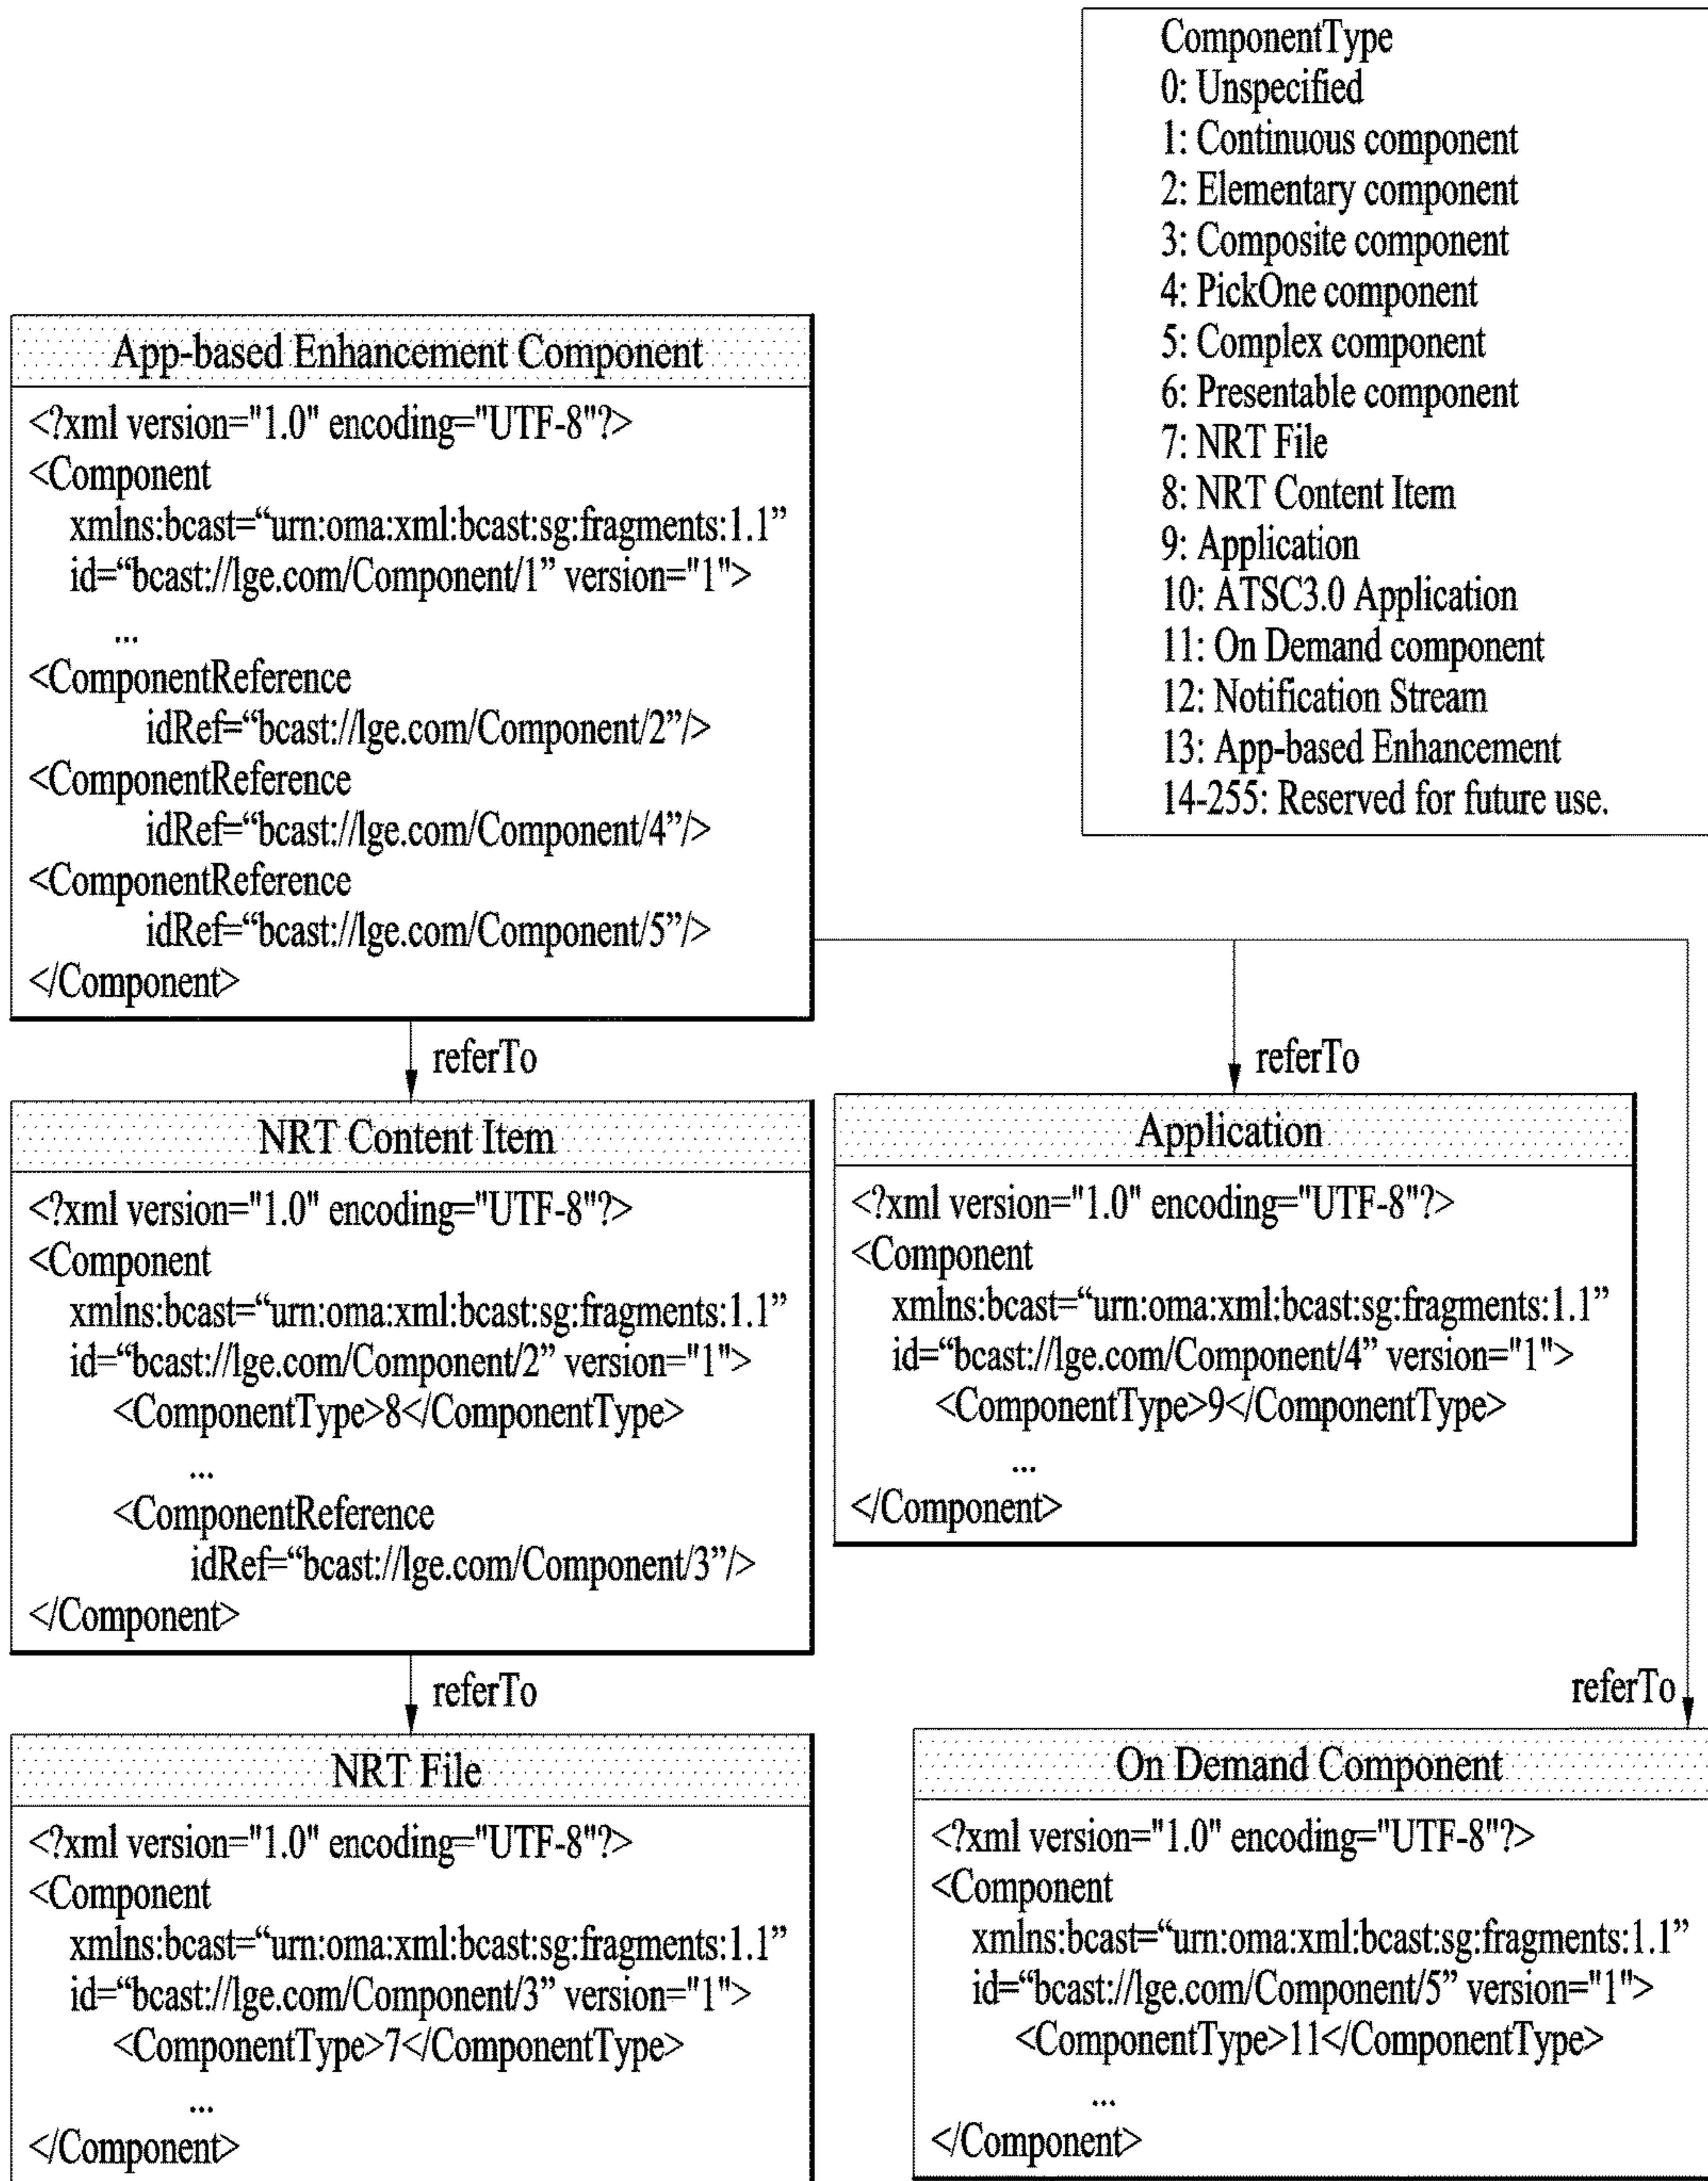 ComponentType
0: Unspecified
1: Continuous component
2: Elementary component
3: Composite component
4: PickOne component
5: Complex component
6: Presentable component
7: NRT File
8: NRT Content Item
9: Application
10: ATSC3.0 Application
11: On Demand component
12: Notification Stream
13: App-based Enhancement
14-255: Reserved for future use.
App-based Enhancement Component
<?xml version="1.0" encoding="UTF-8"?>
<Component
xmlns:bcast=“urn:oma:xml:bcast:sg:fragments:1.1”
id=“bcast://lge.com/Component/1” version="1">
...
<ComponentReference
idRef=“bcast://lge.com/Component/2”/>
<ComponentReference
idRef=“bcast://lge.com/Component/4”/>
<ComponentReference
idRef=“bcast://lge.com/Component/5”/>
</Component>
referTo
referTo
NRT Content Item
<?xml version="1.0" encoding="UTF-8"?>
<Component
xmlns:bcast=“urn:oma:xml:bcast:sg:fragments:1.1”
id=“bcast://lge.com/Component/2” version="1">
<ComponentType>8</ComponentType>
...
<ComponentReference
idRef=“bcast://lge.com/Component/3”/>
</Component>
Application
<?xml version="1.0" encoding="UTF-8"?>
<Component
xmlns:bcast=“urn:oma:xml:bcast:sg:fragments:1.1”
id=“bcast://lge.com/Component/4” version="1">
<ComponentType>9</ComponentType>
...
</Component>
referTo
referTo
NRT File
<?xml version="1.0" encoding="UTF-8"?>
<Component
xmlns:bcast=“urn:oma:xml:bcast:sg:fragments:1.1”
id=“bcast://lge.com/Component/3” version="1">
<ComponentType>7</ComponentType>
...
</Component>
On Demand Component
<?xml version="1.0" encoding="UTF-8"?>
<Component
xmlns:bcast=“urn:oma:xml:bcast:sg:fragments:1.1”
id=“bcast://lge.com/Component/5” version="1">
<ComponentType>11</ComponentType>
...
</Component>